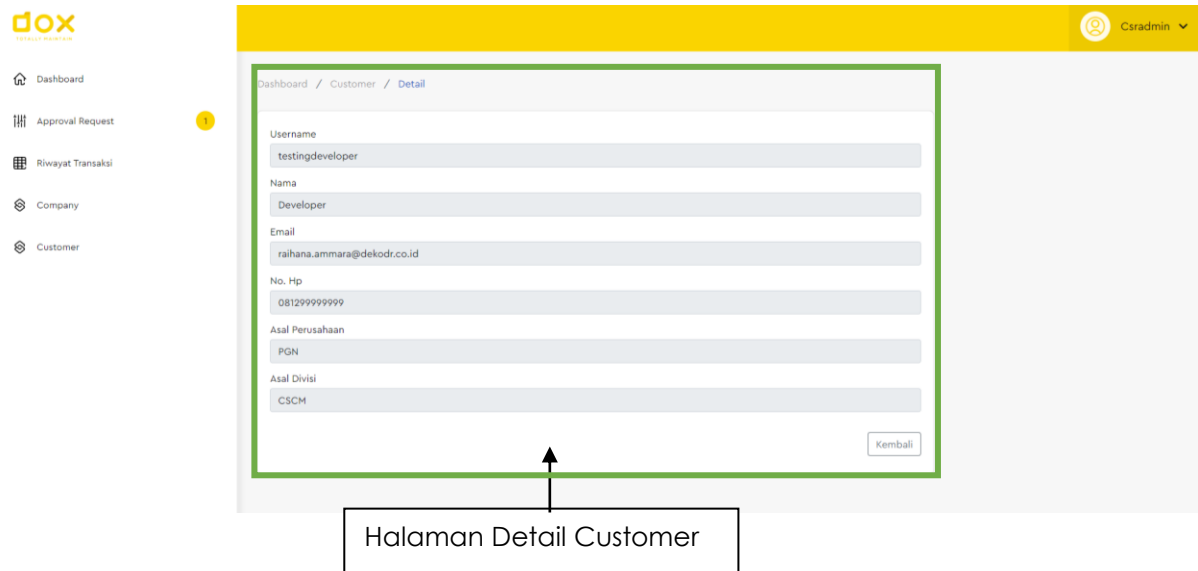 dox
Csradmin
Dashboard
Approval Request 1
Riwayat Transaksi
Company
Customer
Dashboard / Customer / Detail
Username
testingdeveloper
Nama
Developer
Email
raihana.ammara@dekodr.co.id
No. Hp
081299999999
Asal Perusahaan
PGN
Asal Divisi
CSCM
Kembali
Halaman Detail Customer